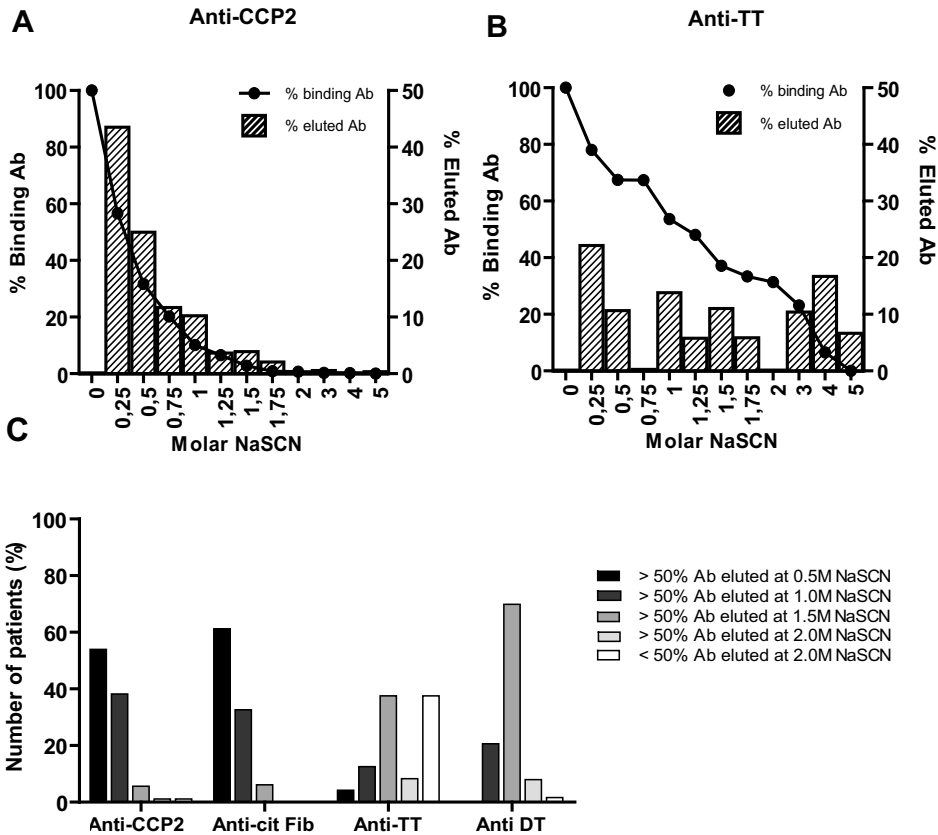 A
Anti-CCP2
% Binding Ab
100
80
60
40
20
0
% binding Ab
% eluted Ab
50
40
30
20
10
0
% Eluted Ab
0 0,25 0,5 0,75 1 1,25 1,5 1,75 2 3 4 5
Molar NaSCN
B
Anti-TT
% Binding Ab
100
80
60
40
20
0
% binding Ab
% eluted Ab
50
40
30
20
10
0
% Eluted Ab
0 0,25 0,5 0,75 1 1,25 1,5 1,75 2 3 4 5
Molar NaSCN
C
Number of patients (%)
100
80
60
40
20
0
Anti-CCP2 Anti-cit Fib Anti-TT Anti DT
> 50% Ab eluted at 0.5M NaSCN
> 50% Ab eluted at 1.0M NaSCN
> 50% Ab eluted at 1.5M NaSCN
> 50% Ab eluted at 2.0M NaSCN
< 50% Ab eluted at 2.0M NaSCN